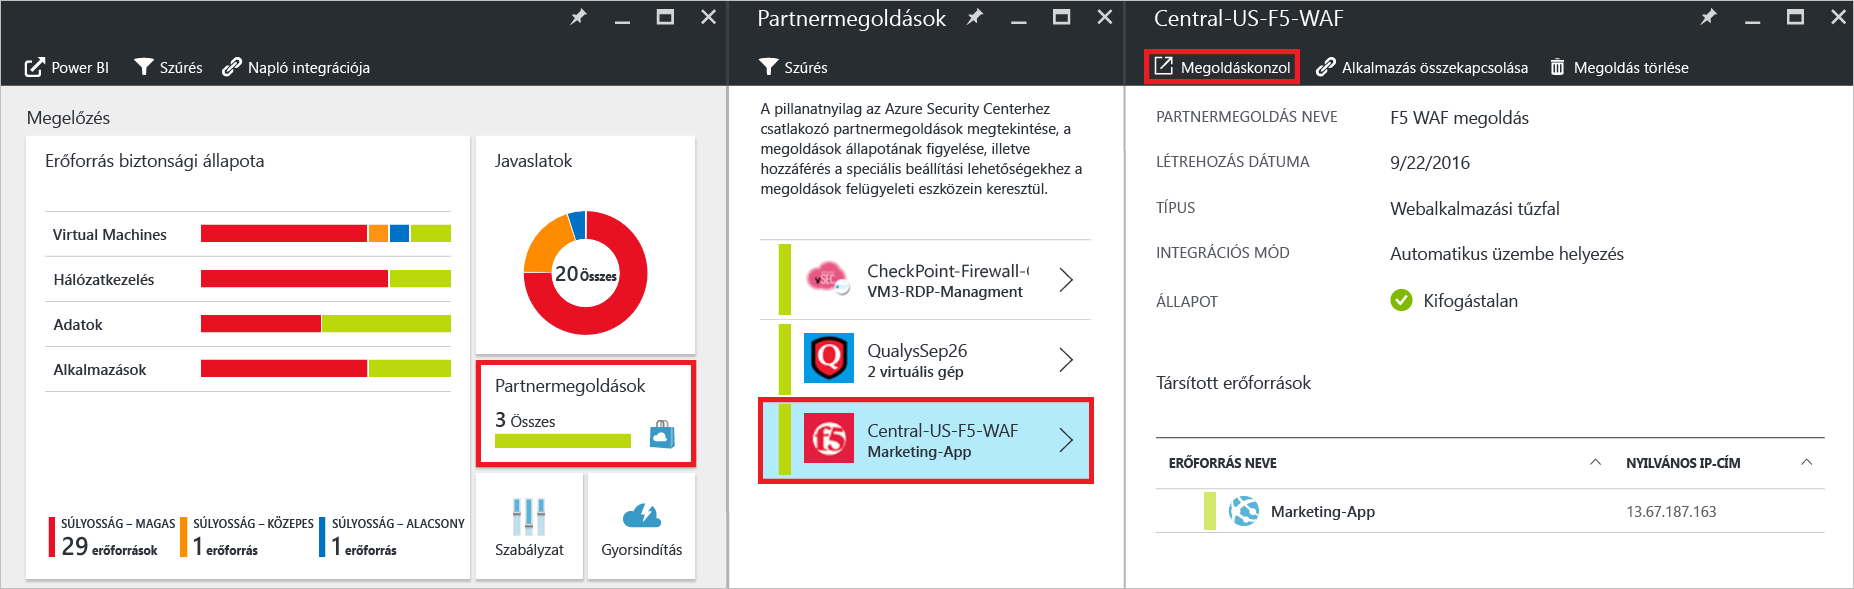 Power BI
Szűrés
Napló integrációja
Megelőzés
Erőforrás biztonsági állapota
Virtual Machines
Hálózatkezelés
Adatok
Alkalmazások
SÚLYOSSÁG – MAGAS
29 erőforrások
SÚLYOSSÁG – KÖZEPES
1 erőforrás
SÚLYOSSÁG – ALACSONY
1 erőforrás
Javaslatok
20 Összes
Partnermegoldások
3 Összes
Szabályzat
Gyorsindítás
Partnermegoldások
Szűrés
A pillanatnyilag az Azure Security Centerhez
csatlakozó partnermegoldások megtekintése, a
megoldások állapotának figyelése, illetve
hozzáférés a speciális beállítási lehetőségekhez a
megoldások felügyeleti eszközein keresztül.
vSEC
CheckPoint-Firewall-
VM3-RDP-Managment
Q
QualysSep26
2 virtuális gép
f5
Central-US-F5-WAF
Marketing-App
Central-US-F5-WAF
Megoldáskonzol
Alkalmazás összekapcsolása
Megoldás törlése
PARTNERMEGOLDÁS NEVE
F5 WAF megoldás
LÉTREHOZÁS DÁTUMA
9/22/2016
TÍPUS
Webalkalmazási tűzfal
INTEGRÁCIÓS MÓD
Automatikus üzembe helyezés
ÁLLAPOT
Kifogástalan
Társított erőforrások
ERŐFORRÁS NEVE
NYILVÁNOS IP-CÍM
Marketing-App
13.67.187.163